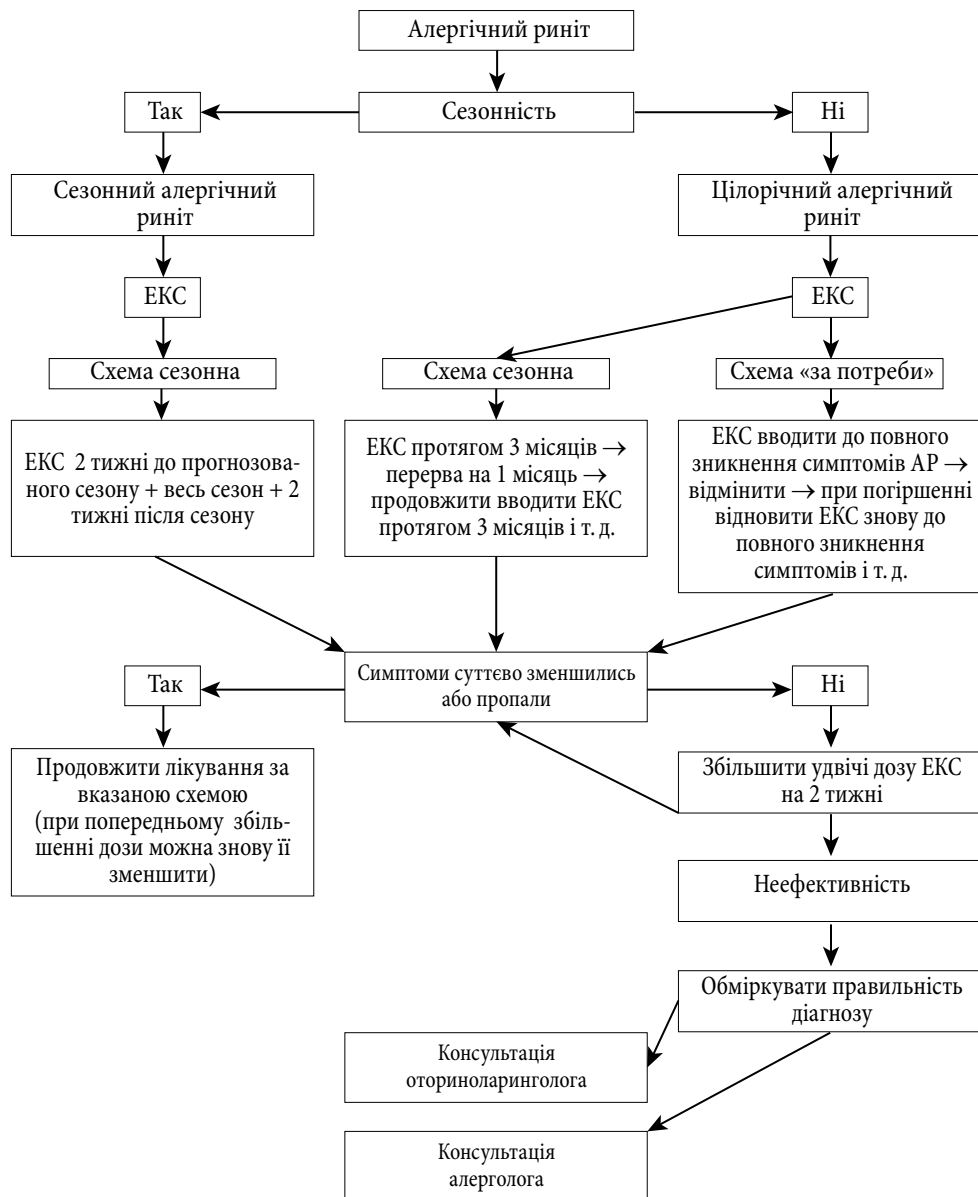 Алергічний риніт
Так
Сезонність
Ні
Сезонний алергічний
риніт
Цілорічний алергічний
риніт
ЕКС
ЕКС
Схема сезонна
Схема сезонна
Схема «за потреби»
ЕКС 2 тижні до прогнозова-
ного сезону + весь сезон + 2
тижні після сезону
ЕКС протягом 3 місяців →
перерва на 1 місяць →
продовжити вводити ЕКС
протягом 3 місяців і т. д.
ЕКС вводити до повного
зникнення симптомів АР →
відмінити → при погіршенні
відновити ЕКС знову до
повного зникнення
симптомів і т. д.
Так
Симптоми суттєво зменшились
або пропали
Ні
Продовжити лікування за
вказаною схемою
(при попередньому збіль-
шенні дози можна знову її
зменшити)
Збільшити удвічі дозу ЕКС
на 2 тижні
Неефективність
Обміркувати правильність
діагнозу
Консультація
оториноларинголога
Консультація
алерголога